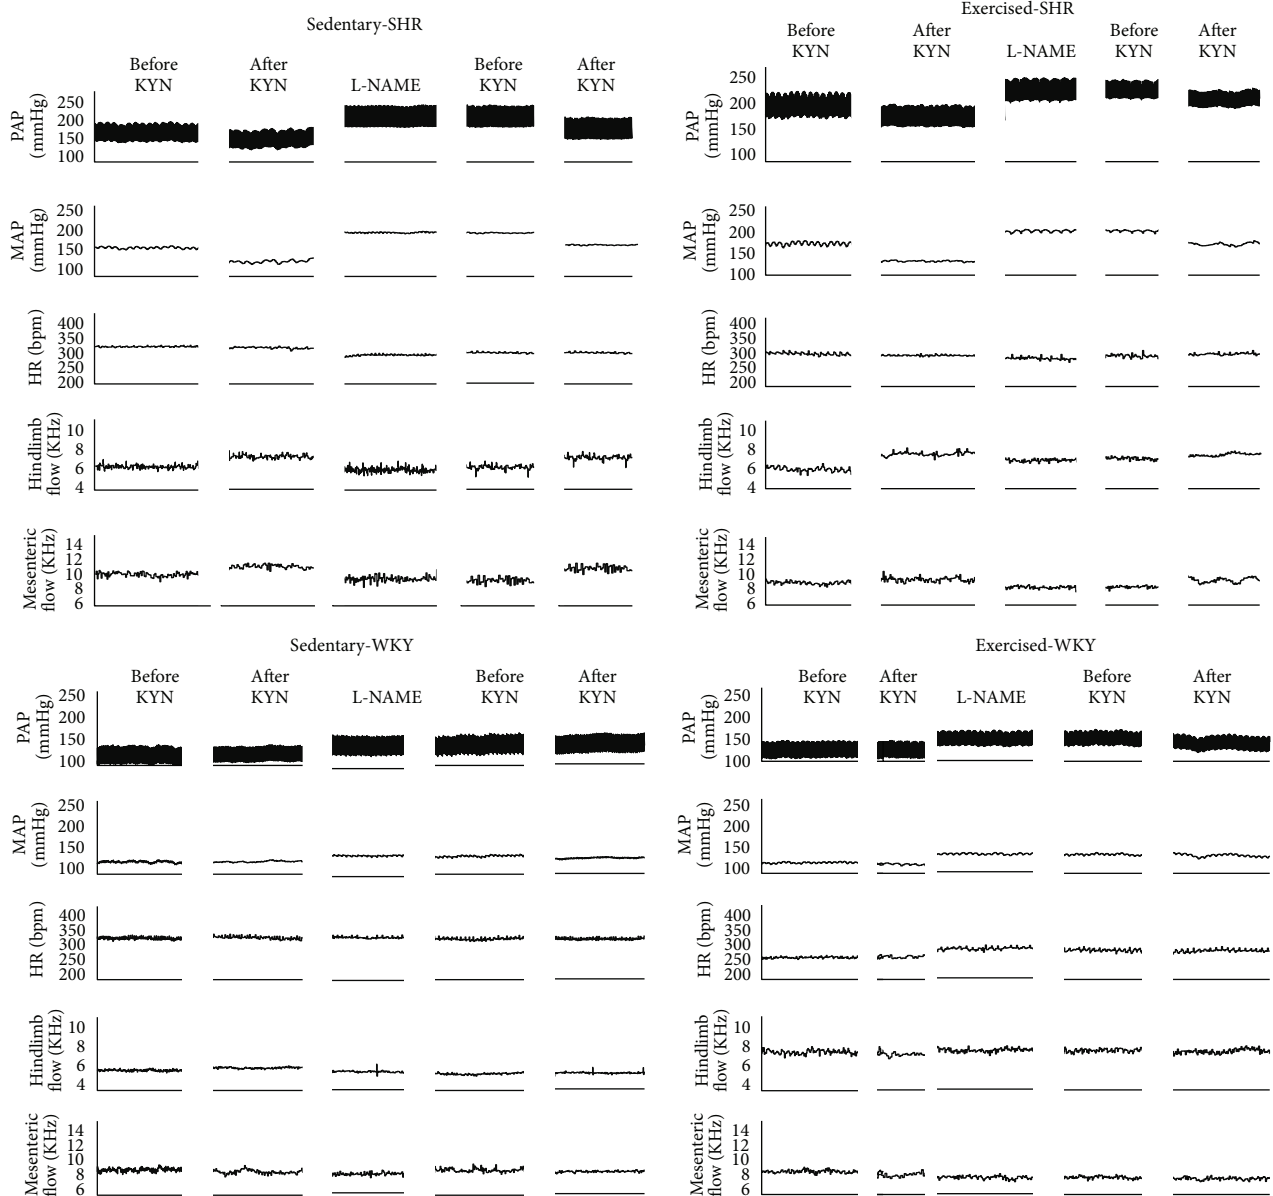 Sedentary-SHR
Before KYN
After KYN
L-NAME
Before KYN
After KYN
PAP (mmHg)
250
200
150
100
MAP (mmHg)
250
200
150
100
HR (bpm)
400
350
300
200
Hindlimb flow (KHz)
10
8
6
4
Mesenteric flow (KHz)
14
12
10
8
6
Exercised-SHR
Before KYN
After KYN
L-NAME
Before KYN
After KYN
PAP (mmHg)
250
200
150
100
MAP (mmHg)
250
200
150
100
HR (bpm)
400
350
300
200
Hindlimb flow (KHz)
10
8
6
4
Mesenteric flow (KHz)
14
12
10
8
6
Sedentary-WKY
Before KYN
After KYN
L-NAME
Before KYN
After KYN
PAP (mmHg)
250
200
150
100
MAP (mmHg)
250
200
150
100
HR (bpm)
400
350
300
250
200
Hindlimb flow (KHz)
10
8
6
4
Mesenteric flow (KHz)
14
12
10
8
6
Exercised-WKY
Before KYN
After KYN
L-NAME
Before KYN
After KYN
PAP (mmHg)
250
200
150
100
MAP (mmHg)
250
200
150
100
HR (bpm)
400
350
300
250
200
Hindlimb flow (KHz)
10
8
6
4
Mesenteric flow (KHz)
14
12
10
8
6